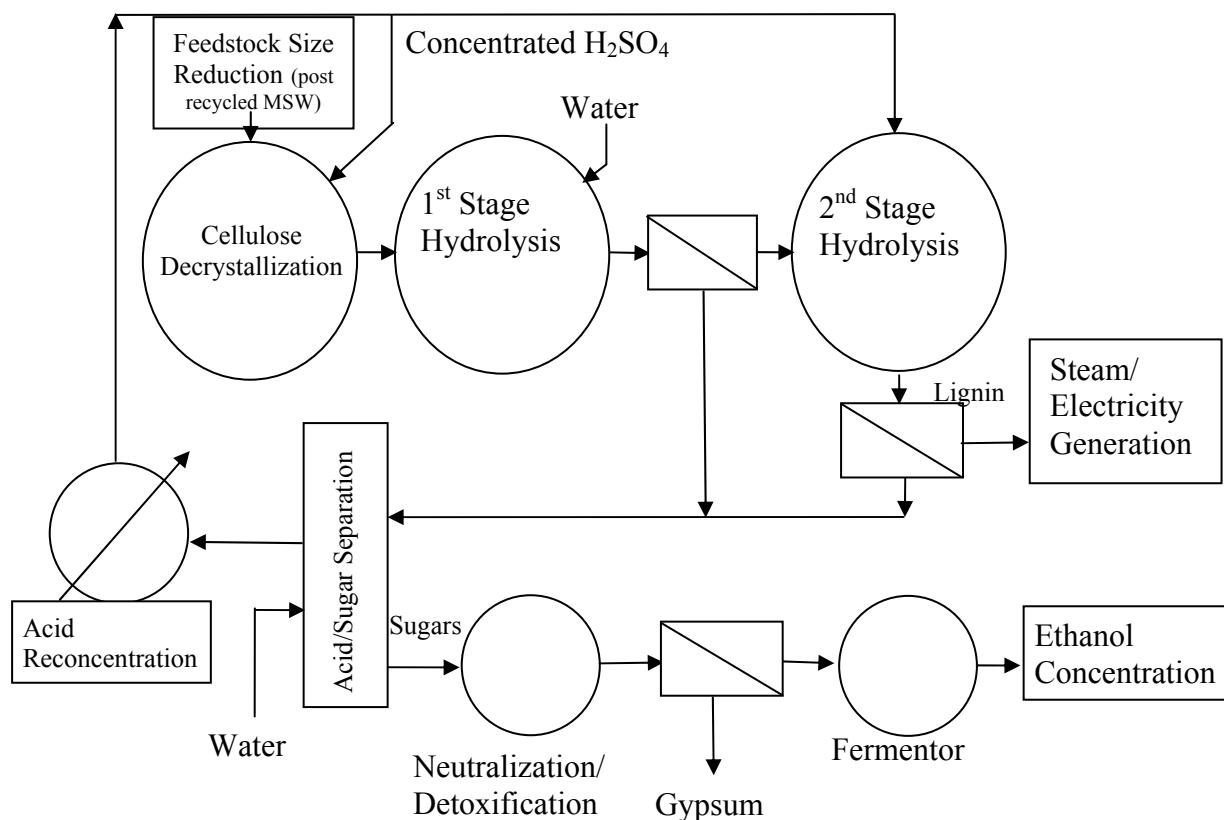 Feedstock Size
Reduction (post
recycled MSW)
Concentrated H₂SO₄
Water
Cellulose
Decrystallization
1st Stage
Hydrolysis
2nd Stage
Hydrolysis
Lignin
Steam/
Electricity
Generation
Acid/Sugar Separation
Acid
Reconcentration
Water
Sugars
Neutralization/
Detoxification
Gypsum
Fermentor
Ethanol
Concentration